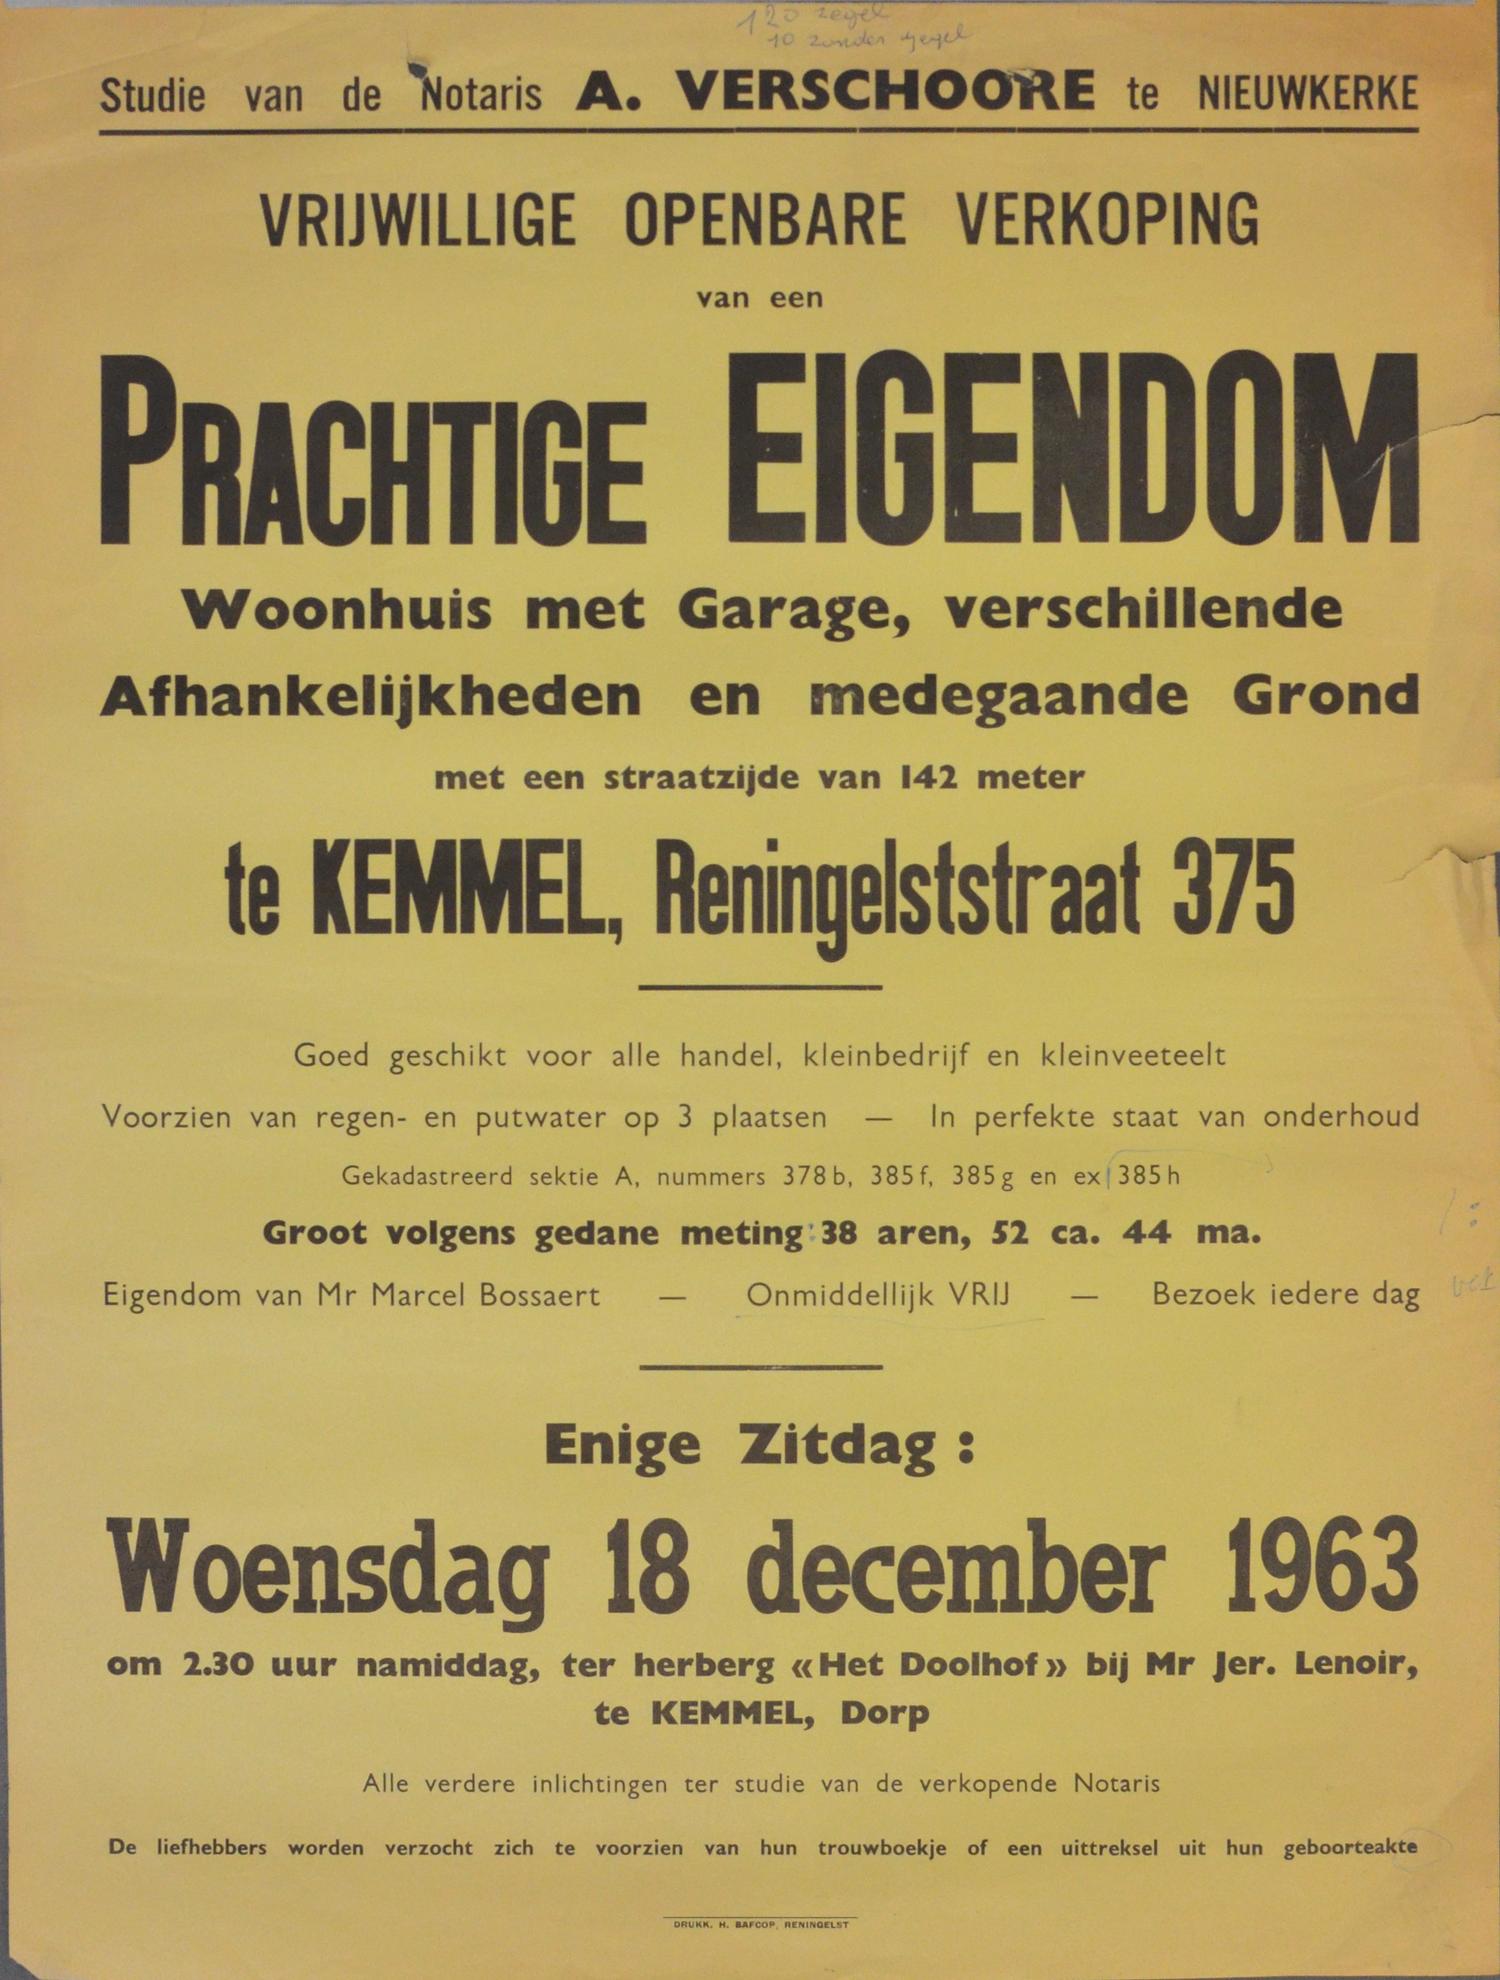 120 zegel
10 zonder zegel
Studie van de Notaris A. VERSCHOORE te NIEUWKERKE
VRIJWILLIGE OPENBARE VERKOPING
van een
PRACHTIGE EIGENDOM
Woonhuis met Garage, verschillende
Afhankelijkheden en medegaande Grond
met een straatzijde van 142 meter
te KEMMEL, Reningelststraat 375
Goed geschikt voor alle handel, kleinbedrijf en kleinveeteelt
Voorzien van regen- en putwater op 3 plaatsen — In perfekte staat van onderhoud
Gekadastreerd sektie A, nummers 378 b, 385 f, 385 g en ex 385 h
Groot volgens gedane meting : 38 aren, 52 ca. 44 ma.
Eigendom van Mr Marcel Bossaert — Onmiddellijk VRIJ — Bezoek iedere dag
Enige Zitdag :
Woensdag 18 december 1963
om 2.30 uur namiddag, ter herberg « Het Doolhof » bij Mr Jer. Lenoir,
te KEMMEL, Dorp
Alle verdere inlichtingen ter studie van de verkopende Notaris
De liefhebbers worden verzocht zich te voorzien van hun trouwboekje of een uittreksel uit hun geboorteakte
DRUKK. H. BAFCOP, RENINGELST